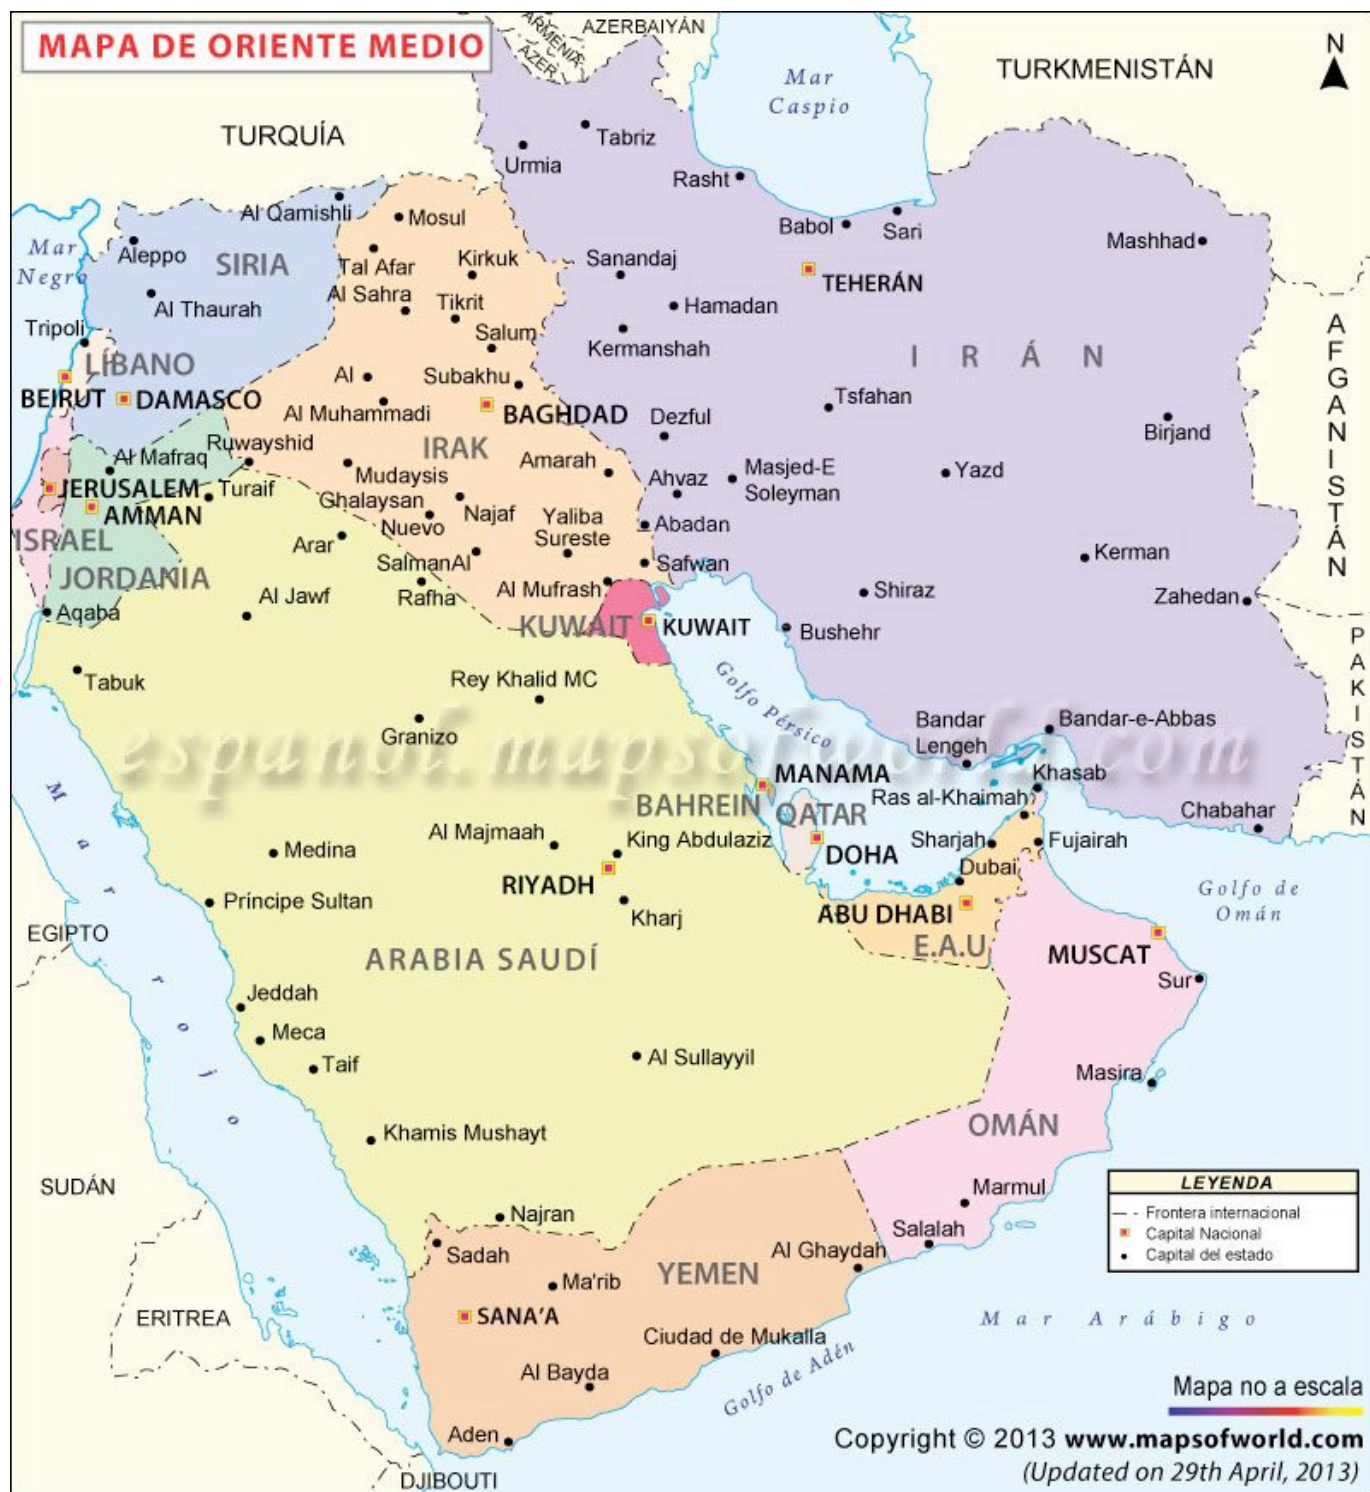 MAPA DE ORIENTE MEDIO
N
ARMENIA
AZER.
AZERBAIYÁN
TURKMENISTÁN
Mar
Caspio
TURQUÍA
Tabriz
Urmia
Rasht
Al Qamishli
Mosul
Babol
Sari
Mashhad
Mar
Negro
Aleppo
SIRIA
Tal Afar
Kirkuk
Sanandaj
TEHERÁN
Al Thaurah
Al Sahra
Tikrit
Hamadan
Tripoli
Salum
Kermanshah
AFGANISTÁN
LÍBANO
IRÁN
BEIRUT
DAMASCO
Al
Subakhu
Al Muhammadi
BAGHDAD
Tsfahan
Dezful
Birjand
Ruwayshid
IRAK
Al Mafraq
Amarah
Mudaysis
Ahvaz
Masjed-E
Soleyman
Yazd
JERUSALEM
Turaif
Ghalaysan
Najaf
AMMAN
Nuevo
Yaliba
Sureste
Abadan
ISRAEL
Arar
SalmanAl
Safwan
Kerman
JORDANIA
Rafha
Al Mufrash
Shiraz
Zahedan
Aqaba
Al Jawf
KUWAIT
KUWAIT
Bushehr
PAKISTÁN
Tabuk
Rey Khalid MC
Golfo Pérsico
Granizo
Bandar
Lengeh
Bandar-e-Abbas
espanol.mapsofworld.com
MANAMA
Khasab
BAHREIN
QATAR
Ras al-Khaimah
Chabahar
Mar rojo
Al Majmaah
King Abdulaziz
Sharjah
Fujairah
Medina
DOHA
Dubai
RIYADH
Golfo de
Omán
Príncipe Sultan
Kharj
ABU DHABI
EGIPTO
E.A.U
ARABIA SAUDÍ
MUSCAT
Sur
Jeddah
Meca
Taif
Al Sullayyil
Masira
OMÁN
Khamis Mushayt
SUDÁN
Marmul
LEYENDA
Frontera internacional
Capital Nacional
Capital del estado
Najran
Salalah
Sadah
Al Ghaydah
YEMEN
Ma'rib
ERITREA
SANA'A
Mar Arábigo
Ciudad de Mukalla
Al Bayda
Golfo de Adén
Mapa no a escala
Aden
Copyright © 2013 www.mapsofworld.com
DJIBOUTI
(Updated on 29th April, 2013)